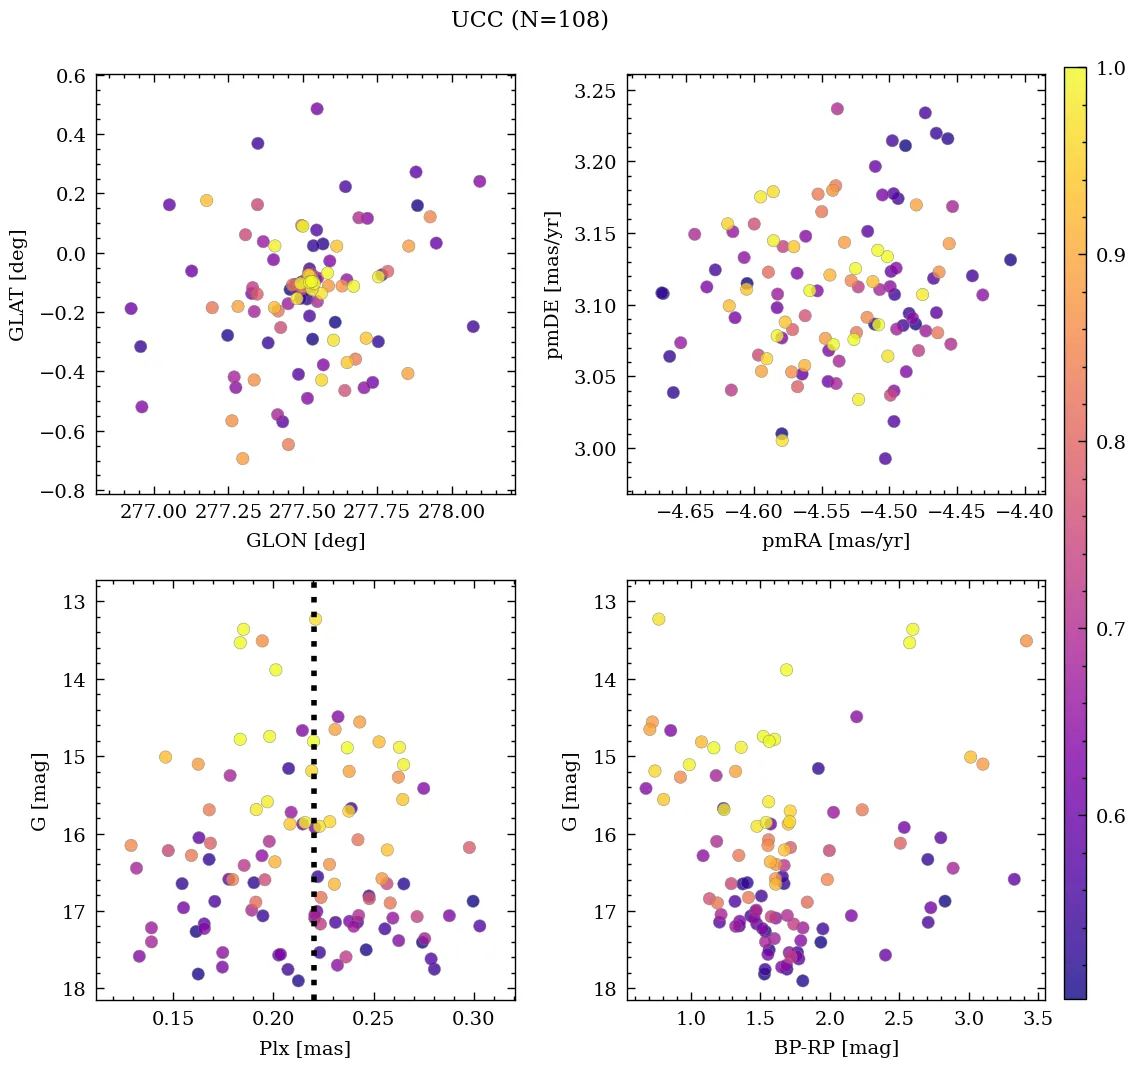 UCC (N=108)
0.6
0.4
0.2
0.0
−0.2
−0.4
−0.6
−0.8
GLAT [deg]
277.00 277.25 277.50 277.75 278.00
GLON [deg]
3.25
3.20
3.15
3.10
3.05
3.00
pmDE [mas/yr]
−4.65 −4.60 −4.55 −4.50 −4.45 −4.40
pmRA [mas/yr]
13
14
15
16
17
18
G [mag]
0.15 0.20 0.25 0.30
Plx [mas]
13
14
15
16
17
18
G [mag]
1.0 1.5 2.0 2.5 3.0 3.5
BP-RP [mag]
1.0
0.9
0.8
0.7
0.6